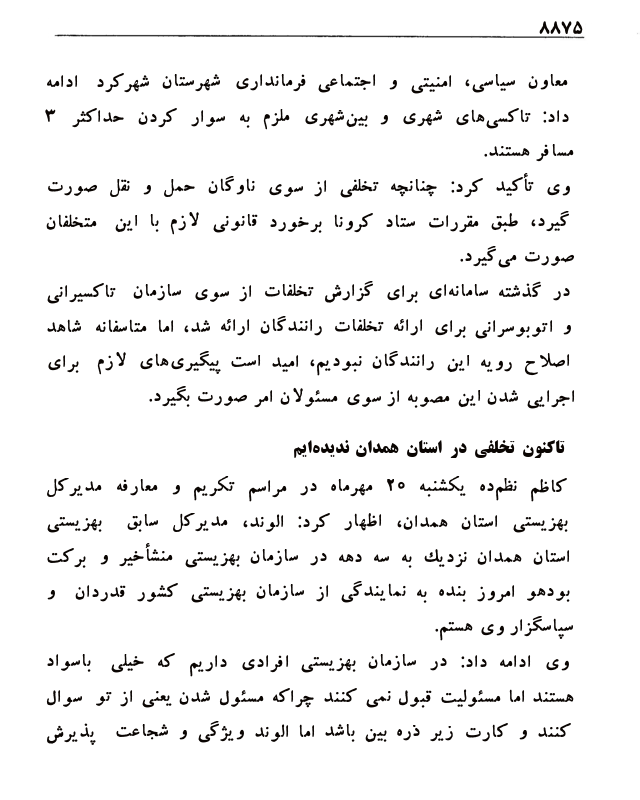 ۸۸۷۵
معاون سیاسی، امنیتی و اجتماعی فرمانداری شهرستان شهرکرد ادامه
داد: تاکسی‌های شهری و بین‌شهری ملزم به سوار کردن حداکثر ۳
مسافر هستند.
وی تأکید کرد: چنانچه تخلفی از سوی ناوگان حمل و نقل صورت
گیرد، طبق مقررات ستاد کرونا برخورد قانونی لازم با این متخلفان
صورت می‌گیرد.
در گذشته سامانه‌ای برای گزارش تخلفات از سوی سازمان تاکسیرانی
و اتوبوسرانی برای ارائه تخلفات رانندگان ارائه شد، اما متاسفانه شاهد
اصلاح رویه این رانندگان نبودیم، امید است پیگیری‌های لازم برای
اجرایی شدن این مصوبه از سوی مسئولان امر صورت بگیرد.
تاکنون تخلفی در استان همدان ندیده‌ایم
کاظم نظم‌ده یکشنبه ۲۵ مهرماه در مراسم تکریم و معارفه مدیرکل
بهزیستی استان همدان، اظهار کرد: الوند، مدیرکل سابق بهزیستی
استان همدان نزدیك به سه دهه در سازمان بهزیستی منشأخیر و برکت
بودهو امروز بنده به نمایندگی از سازمان بهزیستی کشور قدردان و
سپاسگزار وی هستم.
وی ادامه داد: در سازمان بهزیستی افرادی داریم که خیلی باسواد
هستند اما مسئولیت قبول نمی کنند چراکه مسئول شدن یعنی از تو سوال
کنند و کارت زیر ذره بین باشد اما الوند ویژگی و شجاعت پذیرش